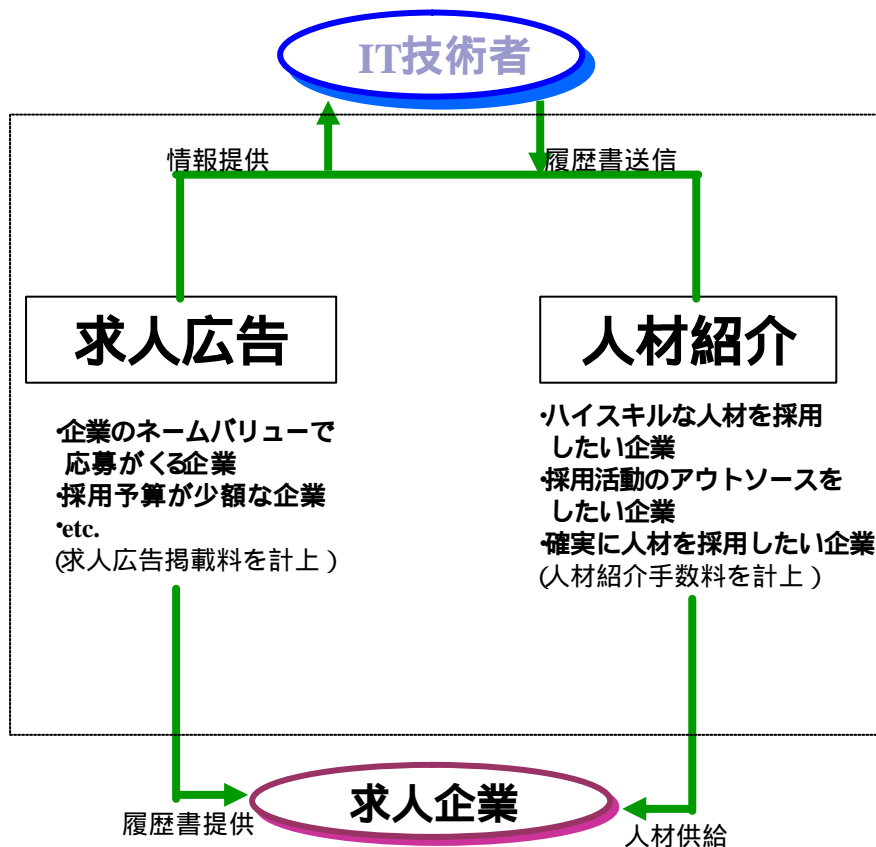 IT技術者
情報提供
履歴書送信
求人広告
・企業のネームバリューで
応募がくる企業
・採用予算が少額な企業
・etc.
(求人広告掲載料を計上)
人材紹介
・ハイスキルな人材を採用
したい企業
・採用活動のアウトソースを
したい企業
・確実に人材を採用したい企業
(人材紹介手数料を計上)
履歴書提供
求人企業
人材供給